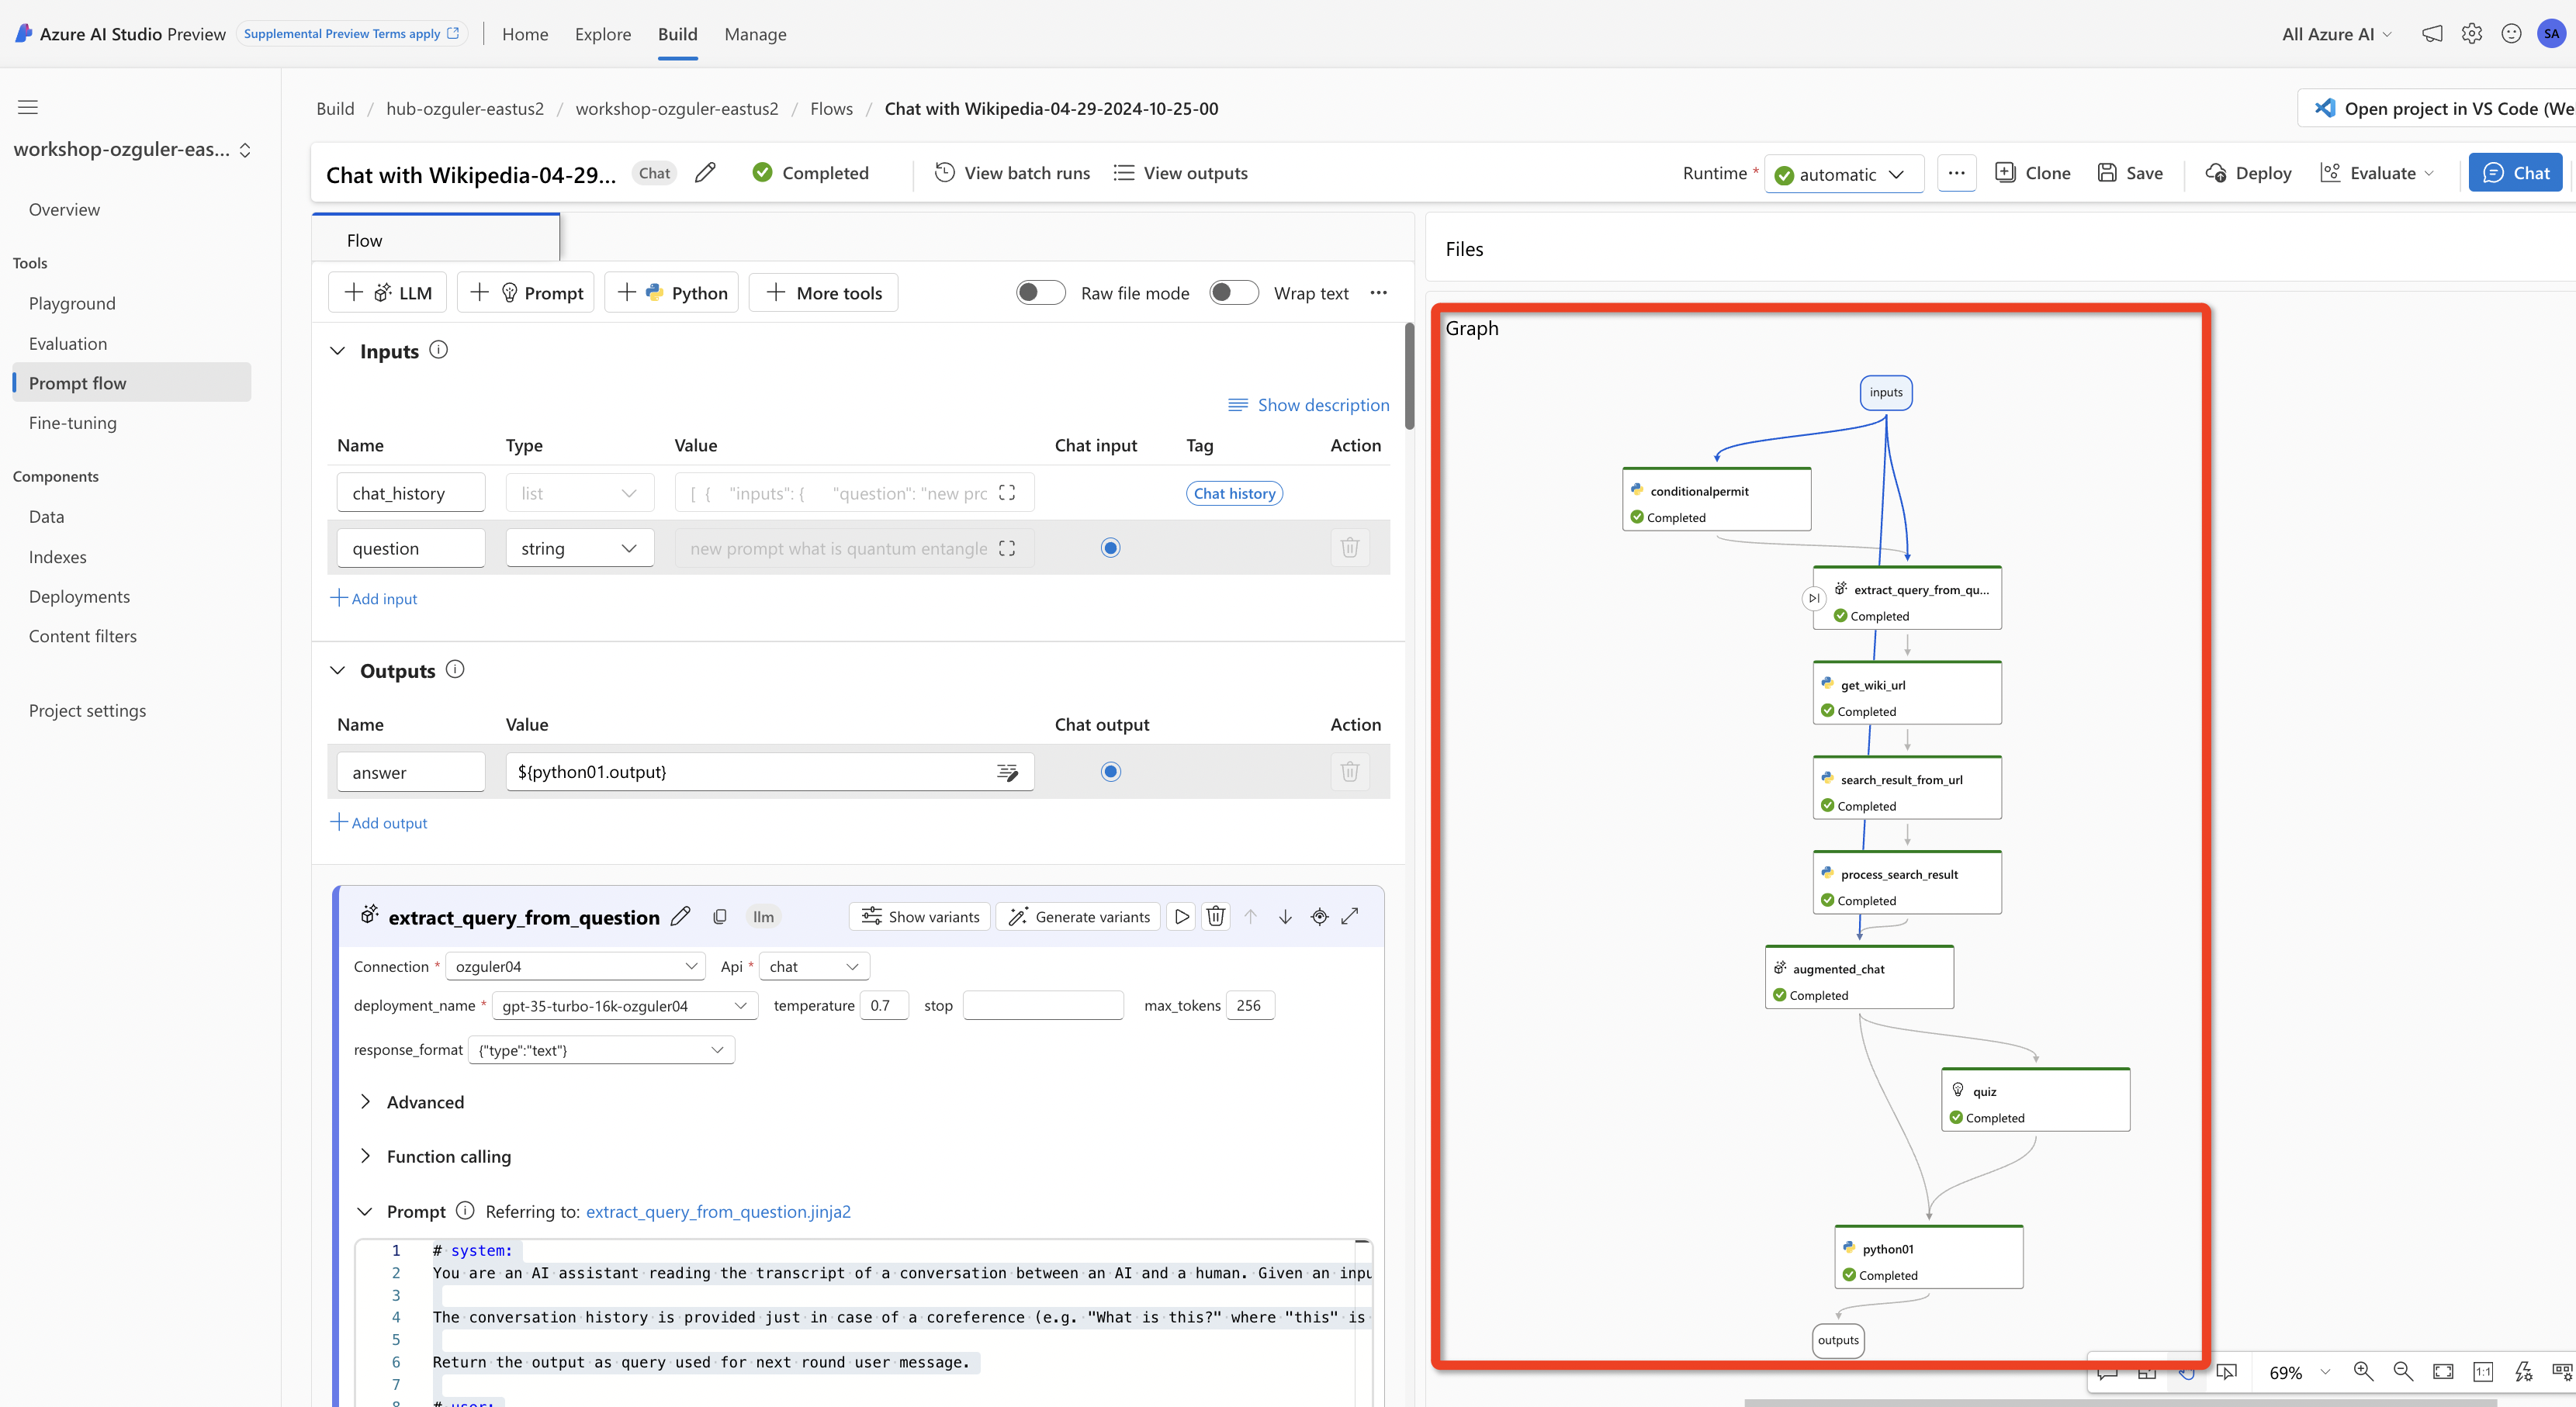 Azure AI Studio Preview
Supplemental Preview Terms apply
Home
Explore
Build
Manage
All Azure AI
SA
workshop-ozguler-eas...
Overview
Tools
Playground
Evaluation
Prompt flow
Fine-tuning
Components
Data
Indexes
Deployments
Content filters
Project settings
Build / hub-ozguler-eastus2 / workshop-ozguler-eastus2 / Flows / Chat with Wikipedia-04-29-2024-10-25-00
Open project in VS Code (We
Chat with Wikipedia-04-29...
Chat
Completed
View batch runs
View outputs
Runtime *
automatic
...
Clone
Save
Deploy
Evaluate
Chat
Flow
LLM
Prompt
Python
More tools
Raw file mode
Wrap text
...
Inputs
Show description
Name Type Value Chat input Tag Action
chat_history list [ { "inputs": { "question": "new prc Chat history
question string new prompt what is quantum entangle
Add input
Outputs
Name Value Chat output Action
answer ${python01.output}
Add output
extract_query_from_question
llm
Show variants
Generate variants
Connection * ozguler04 Api * chat
deployment_name * gpt-35-turbo-16k-ozguler04 temperature 0.7 stop max_tokens 256
response_format {"type":"text"}
Advanced
Function calling
Prompt Referring to: extract_query_from_question.jinja2
1 # system:
2 You are an AI assistant reading the transcript of a conversation between an AI and a human. Given an inpu
3
4 The conversation history is provided just in case of a coreference (e.g. "What is this?" where "this" is
5
6 Return the output as query used for next round user message.
7
8 # user:
Files
Graph
inputs
conditionalpermit
Completed
extract_query_from_qu...
Completed
get_wiki_url
Completed
search_result_from_url
Completed
process_search_result
Completed
augmented_chat
Completed
quiz
Completed
python01
Completed
outputs
69%
1:1